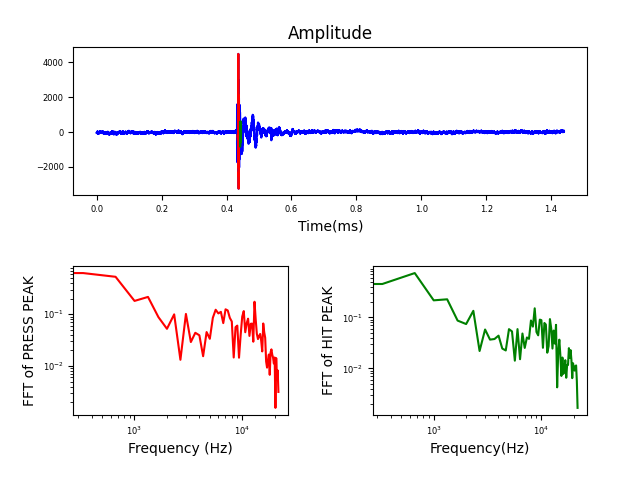 Amplitude
4000
2000
0
−2000
0.0 0.2 0.4 0.6 0.8 1.0 1.2 1.4
Time(ms)
FFT of PRESS PEAK
10⁻¹
10⁻²
10³ 10⁴
Frequency (Hz)
FFT of HIT PEAK
10⁻¹
10⁻²
10³ 10⁴
Frequency(Hz)